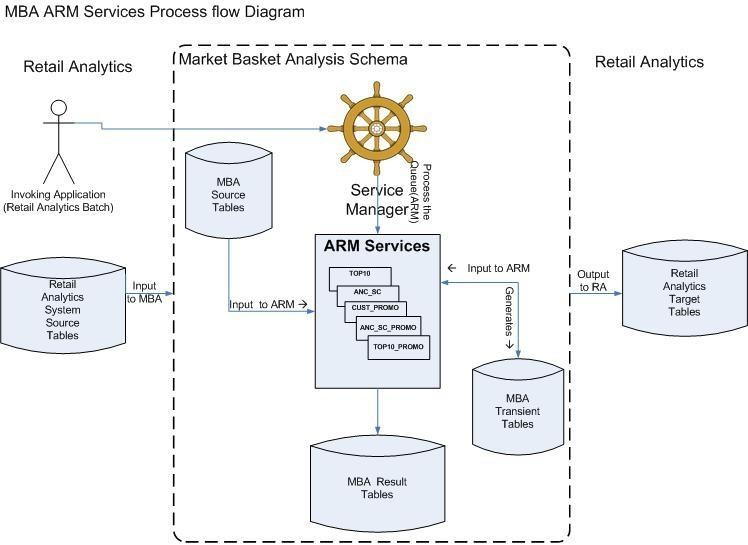 MBA ARM Services Process flow Diagram
Retail Analytics
Market Basket Analysis Schema
Retail Analytics
Invoking Application
(Retail Analytics Batch)
MBA
Source
Tables
Service
Manager
Process the
Queue(ARM)
ARM Services
TOP10
ANC_SC
CUST_PROMO
ANC_SC_PROMO
TOP10_PROMO
Retail
Analytics
System
Source
Tables
Input
to MBA
Input to ARM →
← Input to ARM
Generates →
Output
to RA
Retail
Analytics
Target
Tables
MBA
Transient
Tables
MBA Result
Tables